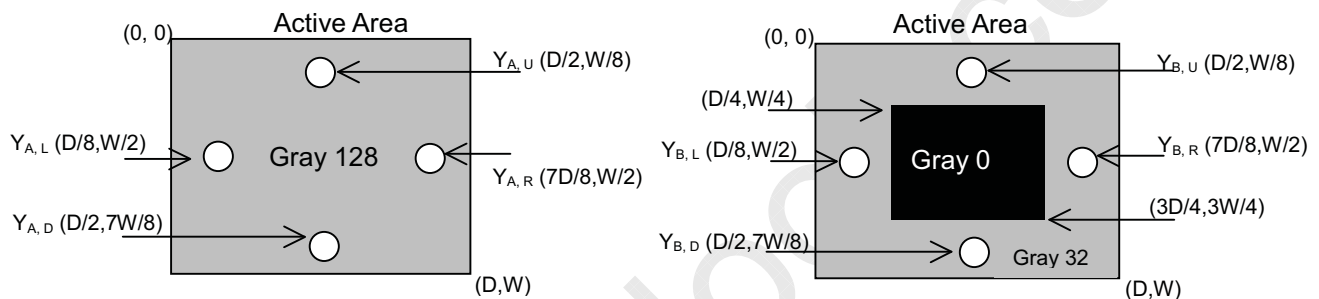 Active Area
(0, 0)
Y_A, U (D/2,W/8)
Y_A, L (D/8,W/2)
Gray 128
Y_A, R (7D/8,W/2)
Y_A, D (D/2,7W/8)
(D,W)
Active Area
(0, 0)
Y_B, U (D/2,W/8)
(D/4,W/4)
Y_B, L (D/8,W/2)
Gray 0
Y_B, R (7D/8,W/2)
(3D/4,3W/4)
Y_B, D (D/2,7W/8)
Gray 32
(D,W)